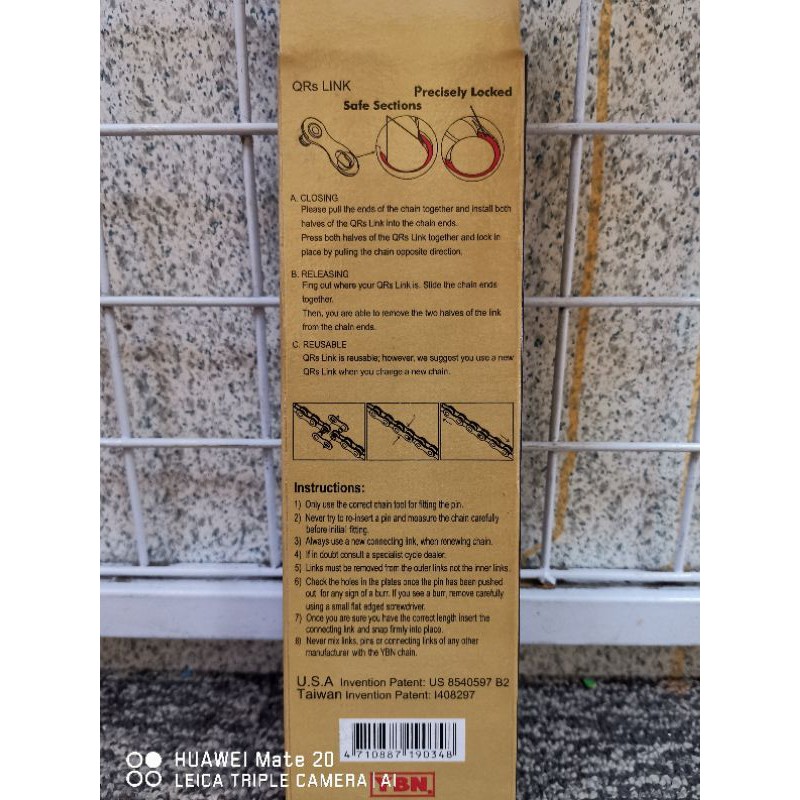 QRs LINK
Precisely Locked
Safe Sections
A. CLOSING
Please pull the ends of the chain together and install both
halves of the QRs Link into the chain ends.
Press both halves of the QRs Link together and lock in
place by pulling the chain opposite direction.
B. RELEASING
Fing out where your QRs Link is. Slide the chain ends
together.
Then, you are able to remove the two halves of the link
from the chain ends.
C. REUSABLE
QRs Link is reusable; however, we suggest you use a new
QRs Link when you change a new chain.
Instructions:
1) Only use the correct chain tool for fitting the pin.
2) Never try to re-insert a pin and measure the chain carefully
before initial fitting.
3) Always use a new connecting link, when renewing chain.
4) If in doubt consult a specialist cycle dealer.
5) Links must be removed from the outer links not the inner links.
6) Check the holes in the plates once the pin has been pushed
out for any sign of a burr. If you see a burr, remove carefully
using a small flat edged screwdriver.
7) Once you are sure you have the correct length insert the
connecting link and snap firmly into place.
8) Never mix links, pins or connecting links of any other
manufacturer with the YBN chain.
U.S.A Invention Patent: US 8540597 B2
Taiwan Invention Patent: I408297
4 710887 190348
HUAWEI Mate 20
LEICA TRIPLE CAMERA | AI
YBN